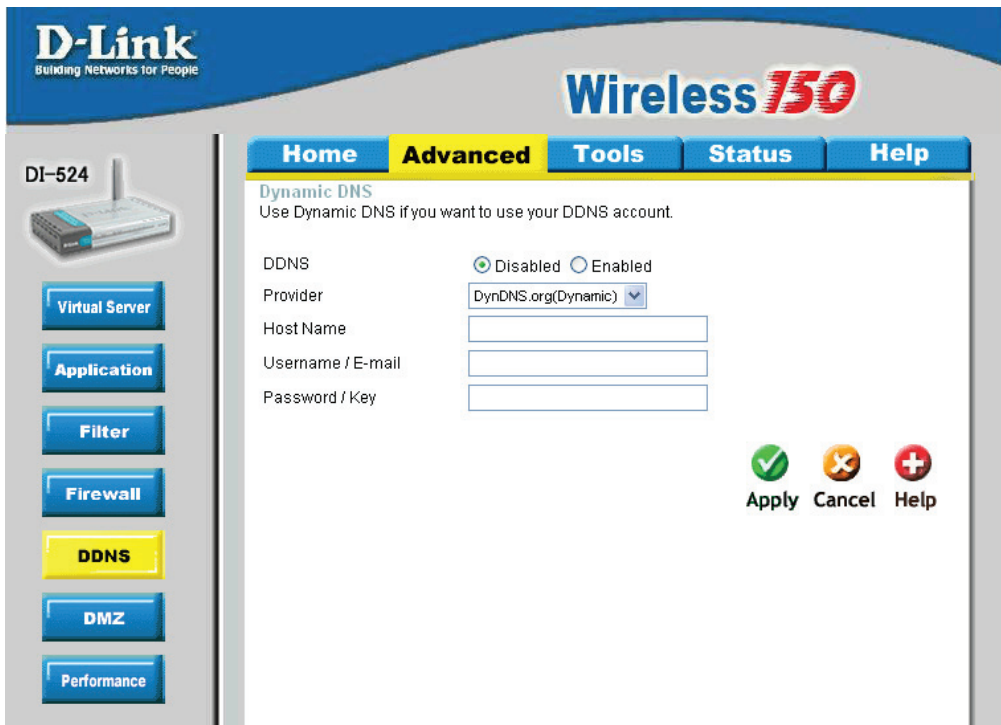 D-Link
Building Networks for People
Wireless 150
DI-524
Home Advanced Tools Status Help
Dynamic DNS
Use Dynamic DNS if you want to use your DDNS account.
DDNS Disabled Enabled
Provider DynDNS.org(Dynamic)
Host Name
Username / E-mail
Password / Key
Apply Cancel Help
Virtual Server
Application
Filter
Firewall
DDNS
DMZ
Performance